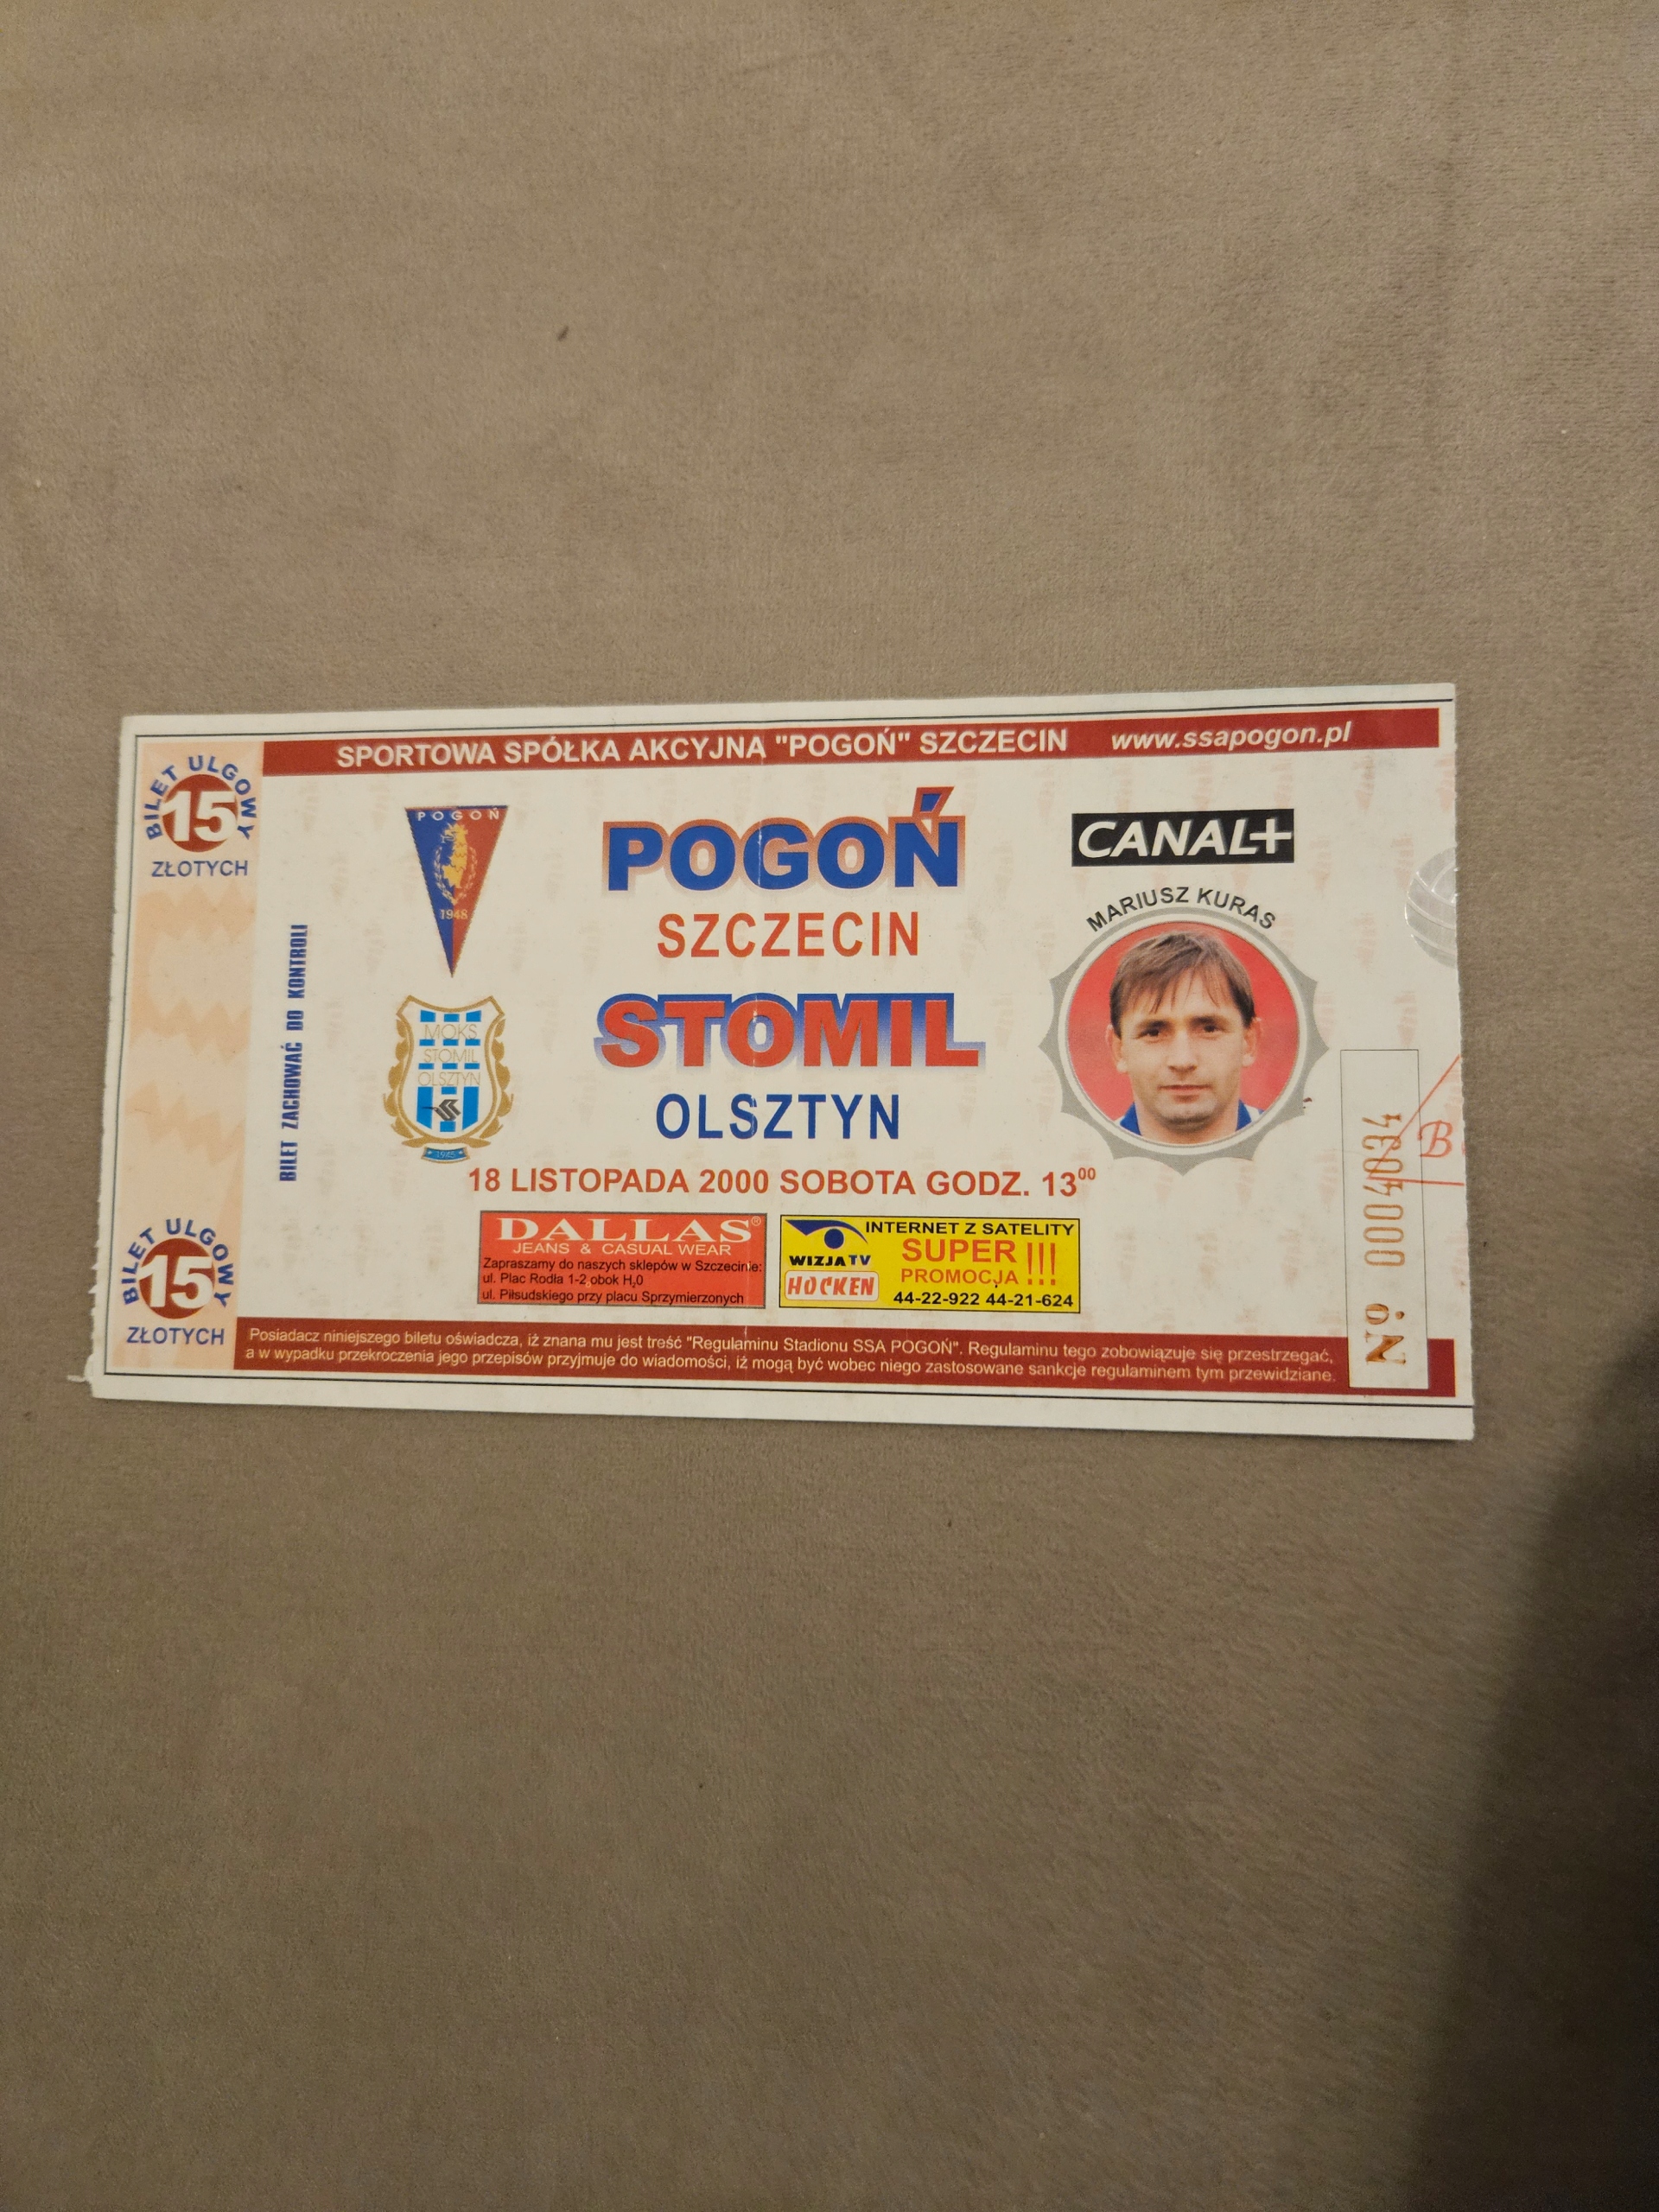 SPORTOWA SPÓŁKA AKCYJNA "POGOŃ" SZCZECIN www.ssapogon.pl
BILET ULGOWY
15
ZŁOTYCH
BILET ZACHOWAĆ DO KONTROLI
POGOŃ
1948
POGOŃ
SZCZECIN
CANAL+
MARIUSZ KURAS
MOKS
STOMIL
OLSZTYN
1945
STOMIL
OLSZTYN
18 LISTOPADA 2000 SOBOTA GODZ. 13⁰⁰
DALLAS®
JEANS & CASUAL WEAR
Zapraszamy do naszych sklepów w Szczecinie:
ul. Plac Rodła 1-2 obok H₂0
ul. Piłsudskiego przy placu Sprzymierzonych
INTERNET Z SATELITY
WIZJA TV
HOCKEN
SUPER !!!
PROMOCJA
44-22-922 44-21-624
BILET ULGOWY
15
ZŁOTYCH
Posiadacz niniejszego biletu oświadcza, iż znana mu jest treść "Regulaminu Stadionu SSA POGOŃ". Regulaminu tego zobowiązuje się przestrzegać,
a w wypadku przekroczenia jego przepisów przyjmuje do wiadomości, iż mogą być wobec niego zastosowane sankcje regulaminem tym przewidziane.
№ 0004034
B